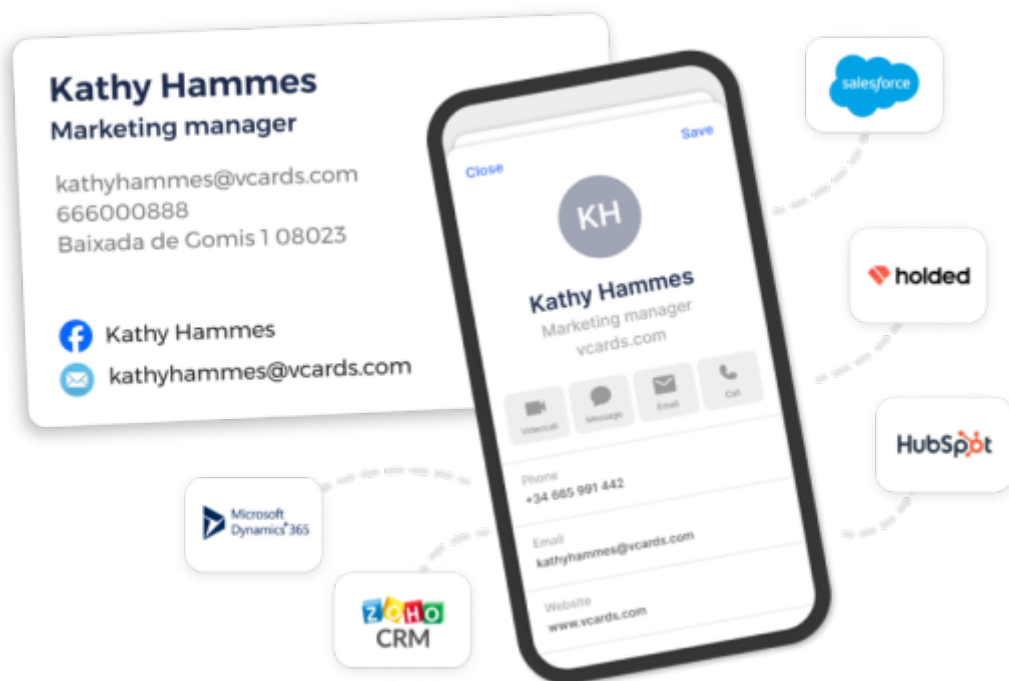 Kathy Hammes
Marketing manager
kathyhammes@vcards.com
666000888
Baixada de Gomis 1 08023
Kathy Hammes
kathyhammes@vcards.com
Close
Save
KH
Kathy Hammes
Marketing manager
vcards.com
Videocall
Message
Email
Call
Phone
+34 665 991 442
Email
kathyhammes@vcards.com
Website
www.vcards.com
salesforce
holded
HubSpot
Microsoft
Dynamics 365
ZOHO
CRM